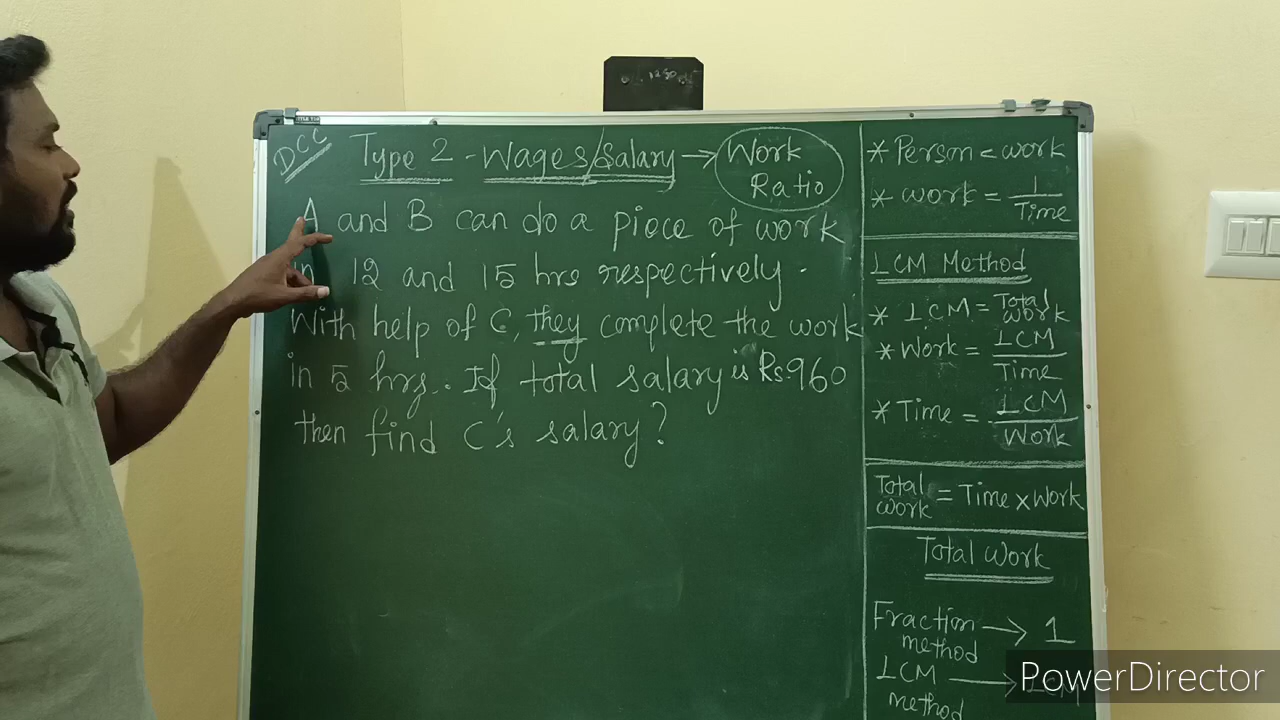 1250
DCC Type 2 - Wages/Salary → Work Ratio
A and B can do a piece of work
in 12 and 15 hrs respectively.
With help of C, they complete the work
in 5 hrs. If total salary is Rs.960
then find C's salary?
* Person < work
* work = 1/Time
LCM Method
* LCM = Total work
* Work = LCM/Time
* Time = LCM/Work
Total work = Time x Work
Total Work
Fraction method → 1
LCM method →
PowerDirector